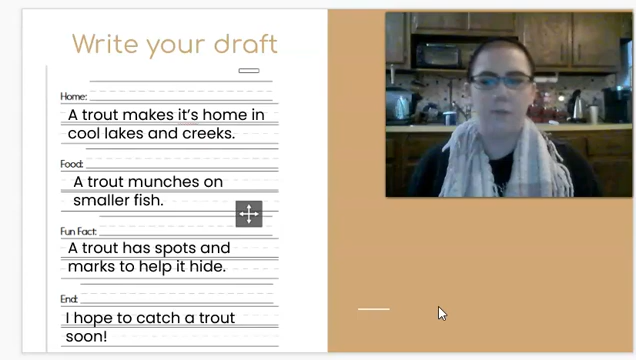 Write your draft
Home:
A trout makes it’s home in
cool lakes and creeks.
Food:
A trout munches on
smaller fish.
Fun Fact:
A trout has spots and
marks to help it hide.
End:
I hope to catch a trout
soon!